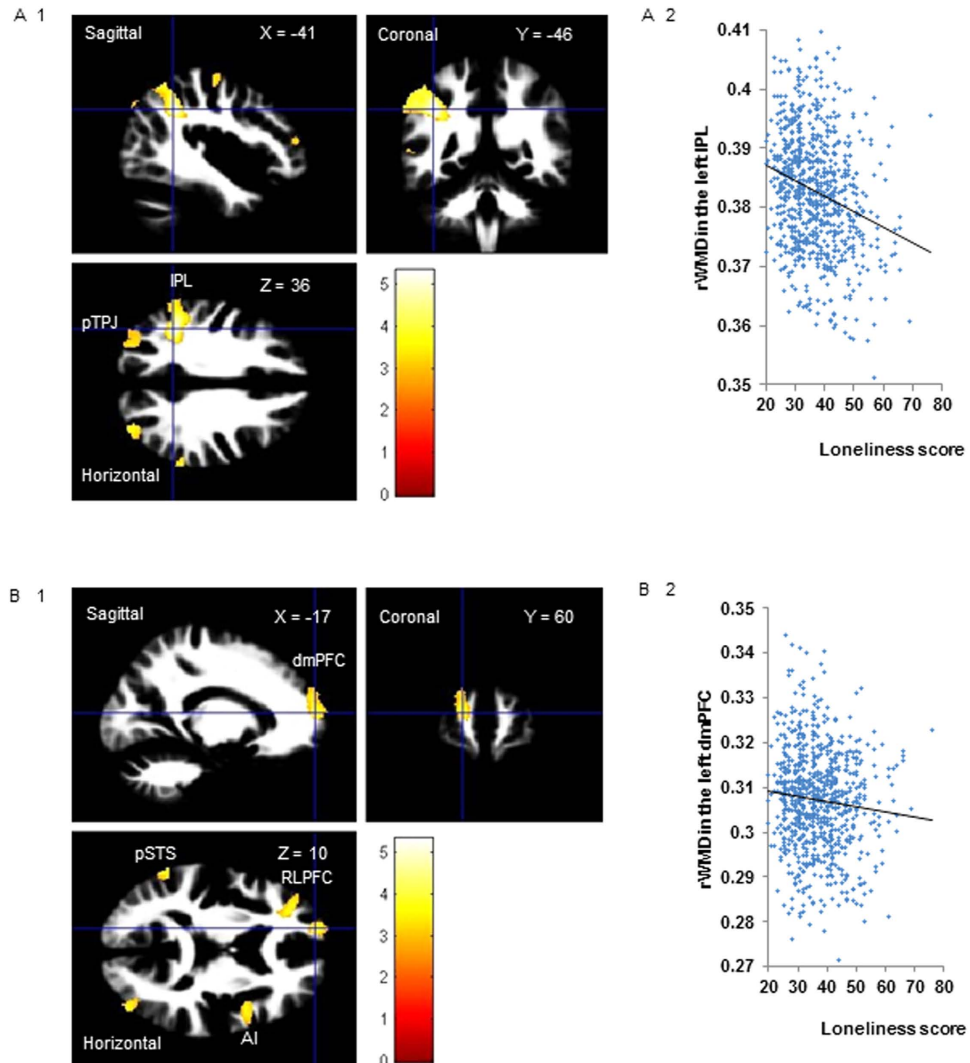 A 1
Sagittal X = -41
Coronal Y = -46
IPL
Z = 36
pTPJ
Horizontal
5
4
3
2
1
0
A 2
0.41
0.4
0.39
0.38
0.37
0.36
0.35
rWMD in the left IPL
20 30 40 50 60 70 80
Loneliness score
B 1
Sagittal X = -17
dmPFC
Coronal Y = 60
pSTS
Z = 10
RLPFC
AI
Horizontal
5
4
3
2
1
0
B 2
0.35
0.34
0.33
0.32
0.31
0.3
0.29
0.28
0.27
rWMD in the left dmPFC
20 30 40 50 60 70 80
Loneliness score